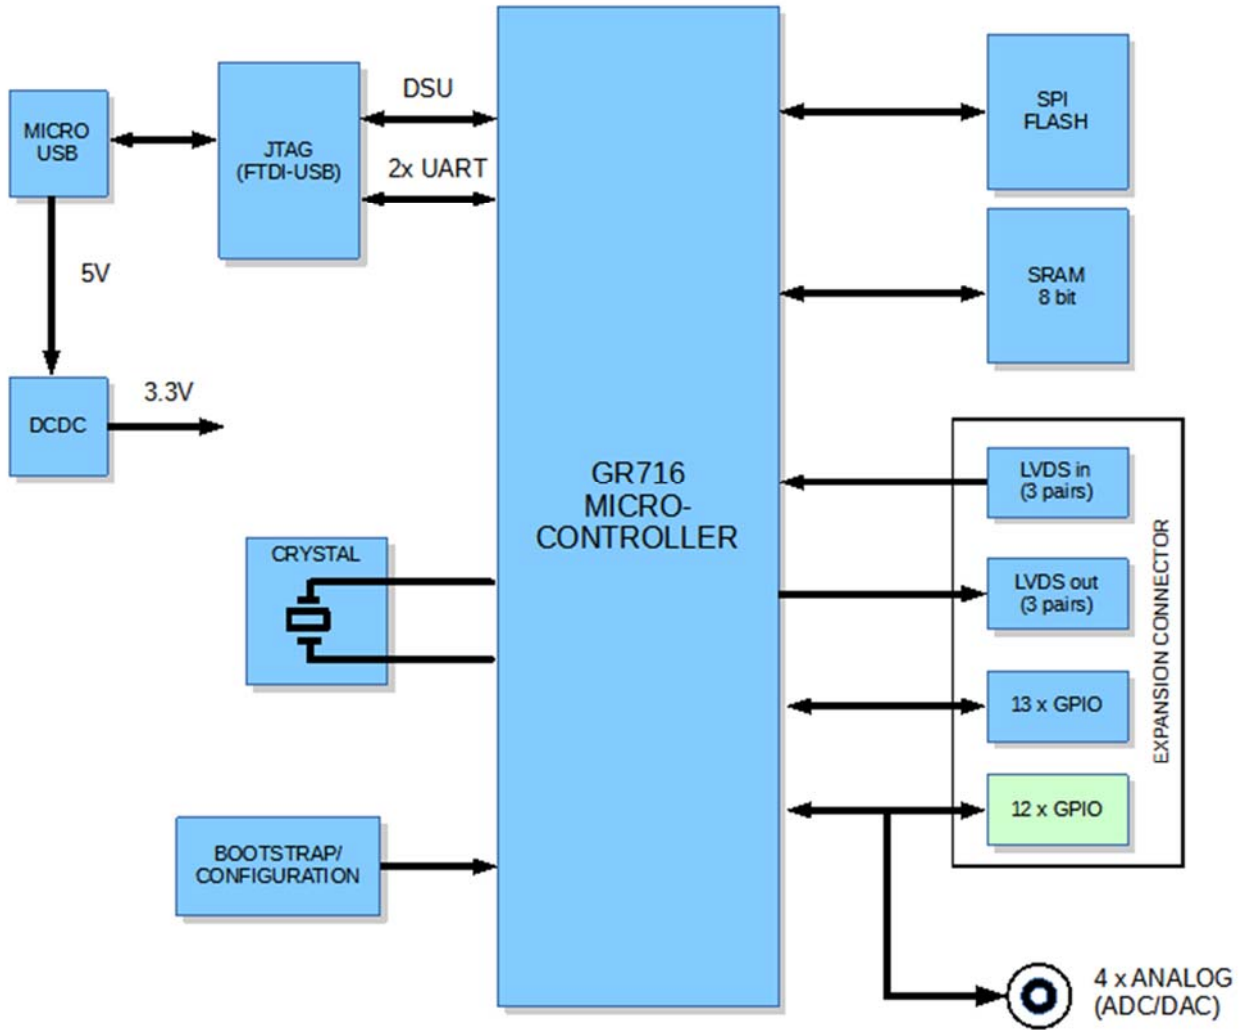 MICRO
USB
JTAG
(FTDI-USB)
DSU
2x UART
5V
DCDC
3.3V
CRYSTAL
BOOTSTRAP/
CONFIGURATION
GR716
MICRO-
CONTROLLER
SPI
FLASH
SRAM
8 bit
LVDS in
(3 pairs)
LVDS out
(3 pairs)
13 x GPIO
12 x GPIO
EXPANSION CONNECTOR
4 x ANALOG
(ADC/DAC)